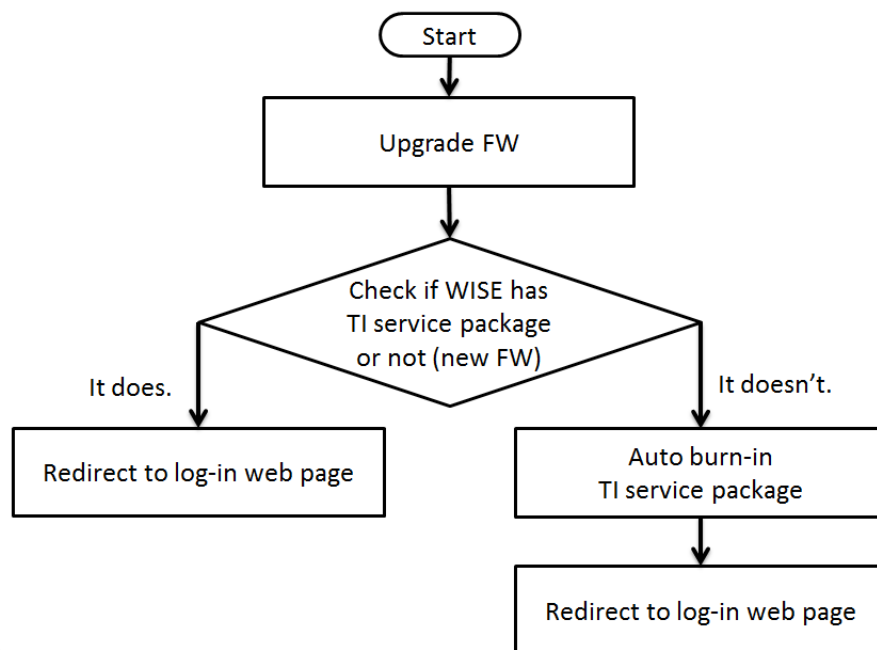 Start
Upgrade FW
Check if WISE has
TI service package
or not (new FW)
It does.
It doesn’t.
Redirect to log-in web page
Auto burn-in
TI service package
Redirect to log-in web page